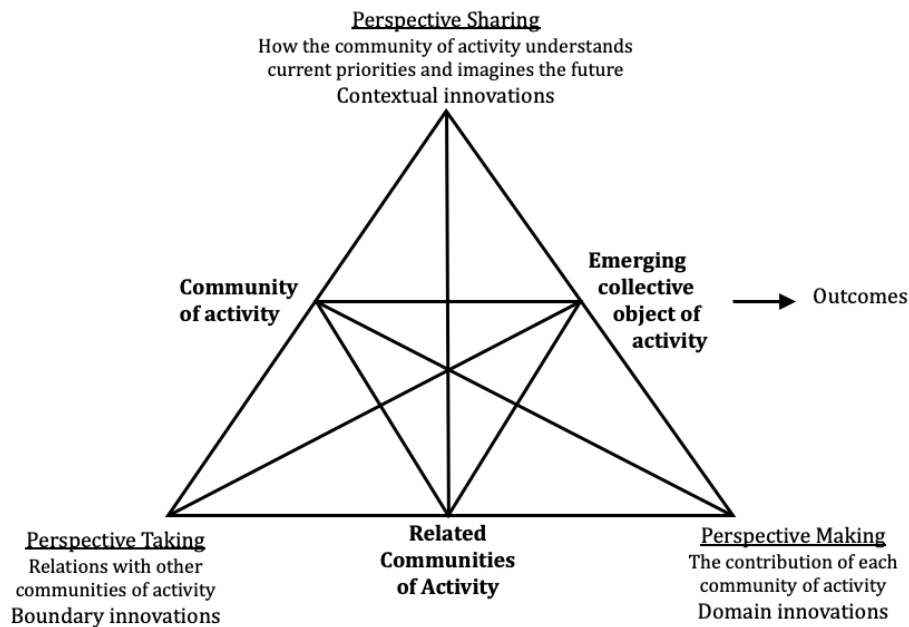 Perspective Sharing
How the community of activity understands
current priorities and imagines the future
Contextual innovations
Community
of activity
Emerging
collective
object of
activity
Outcomes
Perspective Taking
Relations with other
communities of activity
Boundary innovations
Related
Communities
of Activity
Perspective Making
The contribution of each
community of activity
Domain innovations